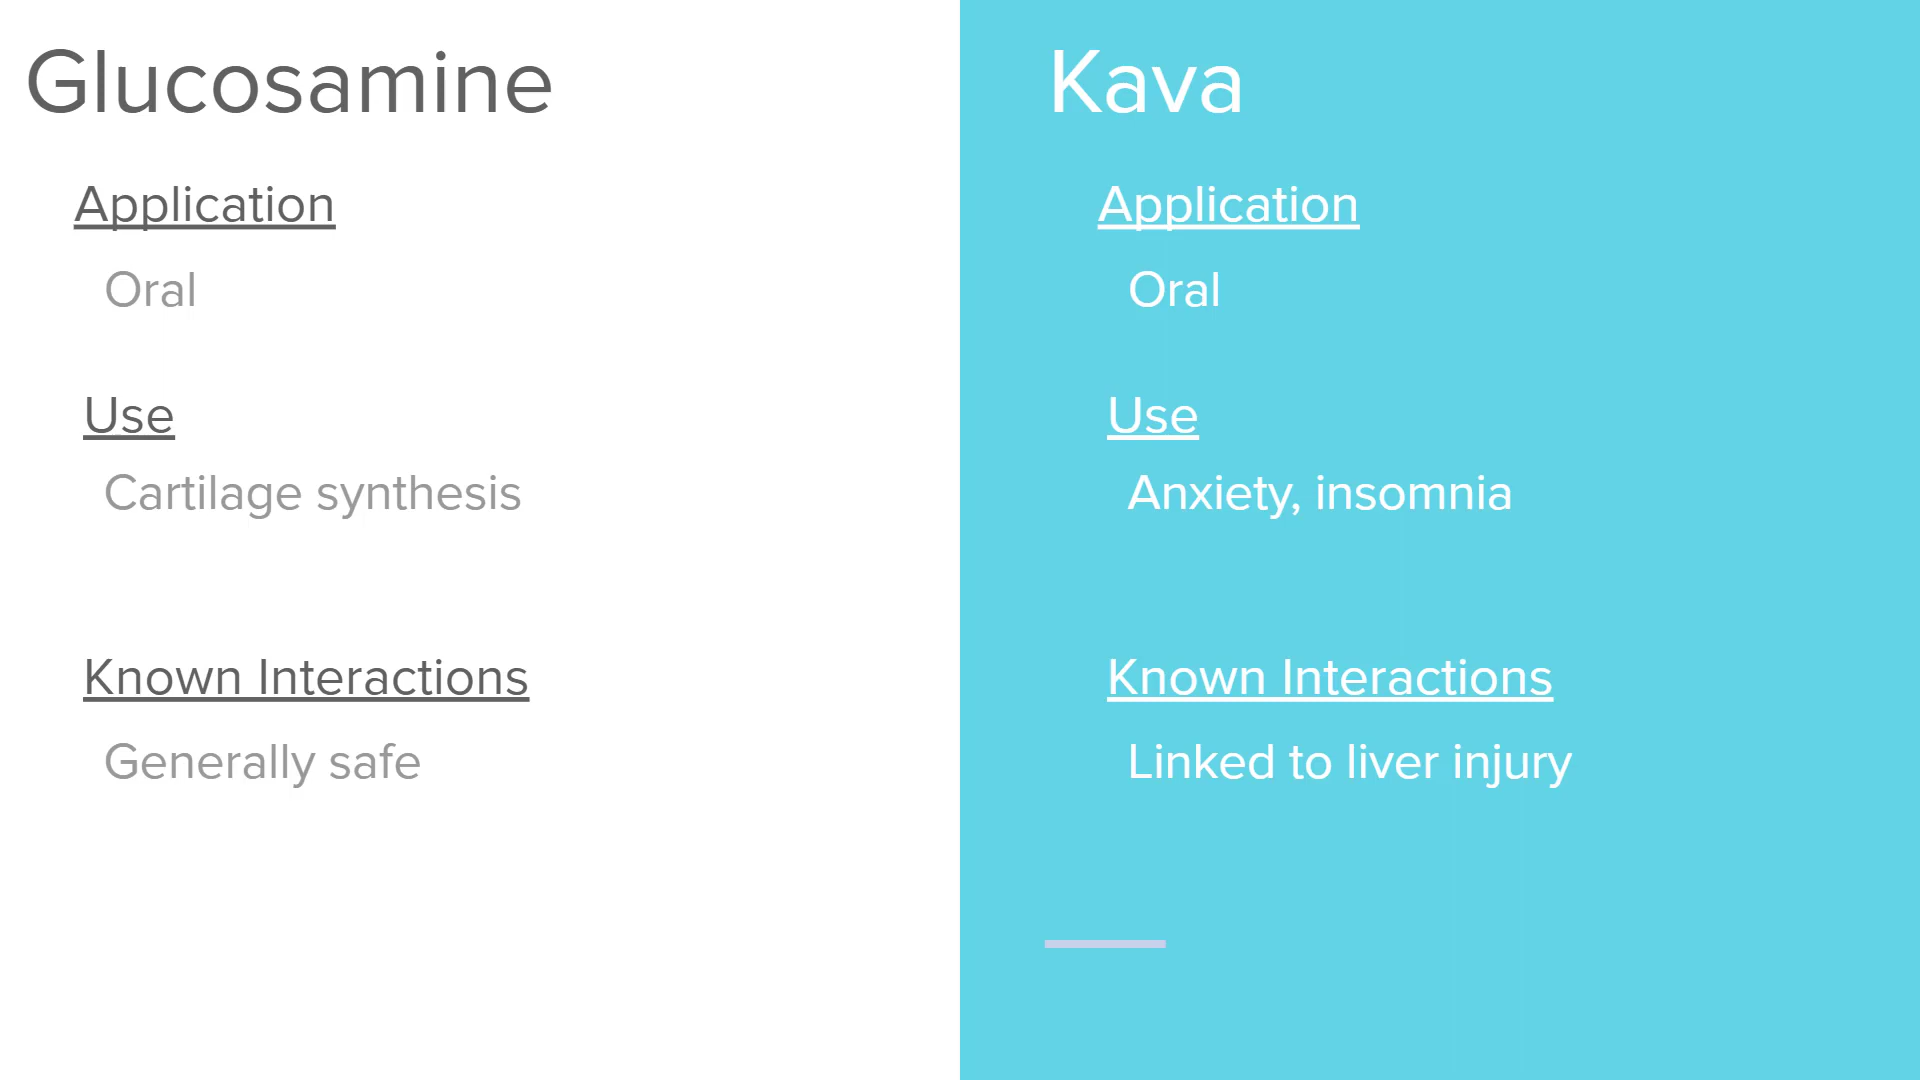 Glucosamine
Application
Oral
Use
Cartilage synthesis
Known Interactions
Generally safe
Kava
Application
Oral
Use
Anxiety, insomnia
Known Interactions
Linked to liver injury